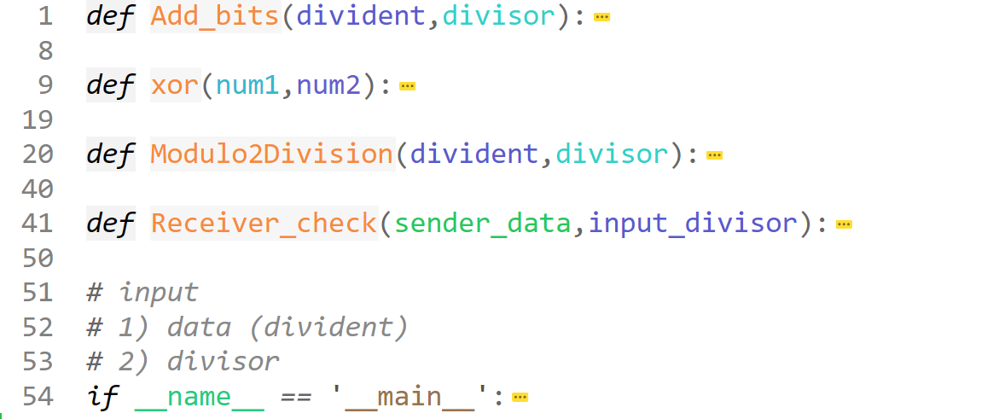 1 def Add_bits(divident,divisor):…
8
9 def xor(num1,num2):…
19
20 def Modulo2Division(divident,divisor):…
40
41 def Receiver_check(sender_data,input_divisor):…
50
51 # input
52 # 1) data (divident)
53 # 2) divisor
54 if __name__ == '__main__':…